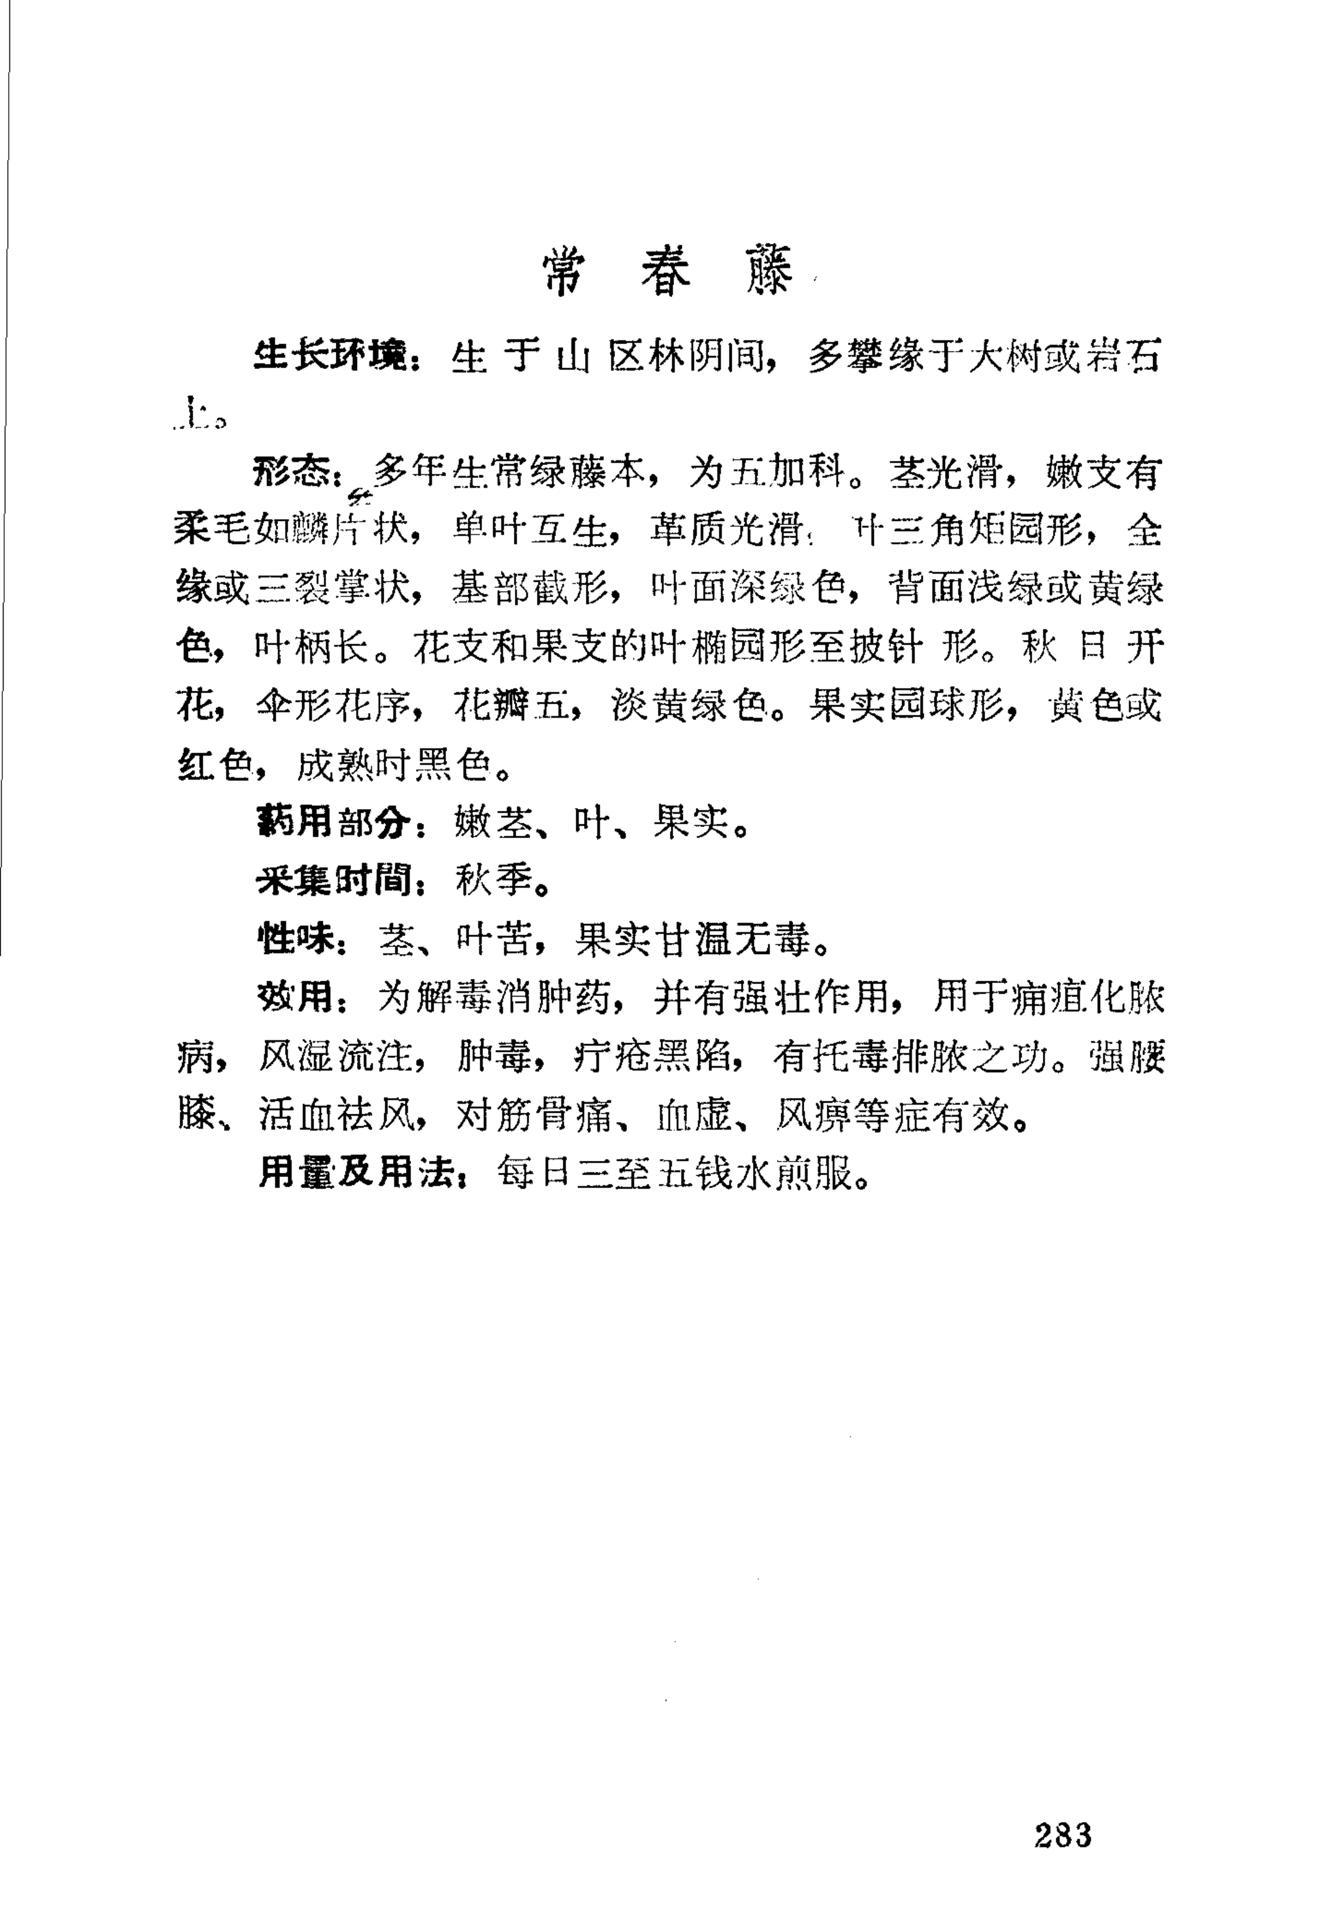 常春藤
生长环境：生于山区林阴间，多攀缘于大树或岩石
上。
形态：多年生常绿藤本，为五加科。茎光滑，嫩支有
柔毛如麟片状，单叶互生，革质光滑；叶三角矩园形，全
缘或三裂掌状，基部截形，叶面深绿色，背面浅绿或黄绿
色，叶柄长。花支和果支的叶椭园形至披针形。秋日开
花，伞形花序，花瓣五，淡黄绿色。果实园球形，黄色或
红色，成熟时黑色。
药用部分：嫩茎、叶、果实。
采集时間：秋季。
性味：茎、叶苦，果实甘温无毒。
效用：为解毒消肿药，并有强壮作用，用于痈疽化脓
病，风湿流注，肿毒，疔疮黑陷，有托毒排脓之功。强腰
膝、活血祛风，对筋骨痛、血虚、风痹等症有效。
用量及用法：每日三至五钱水煎服。
283